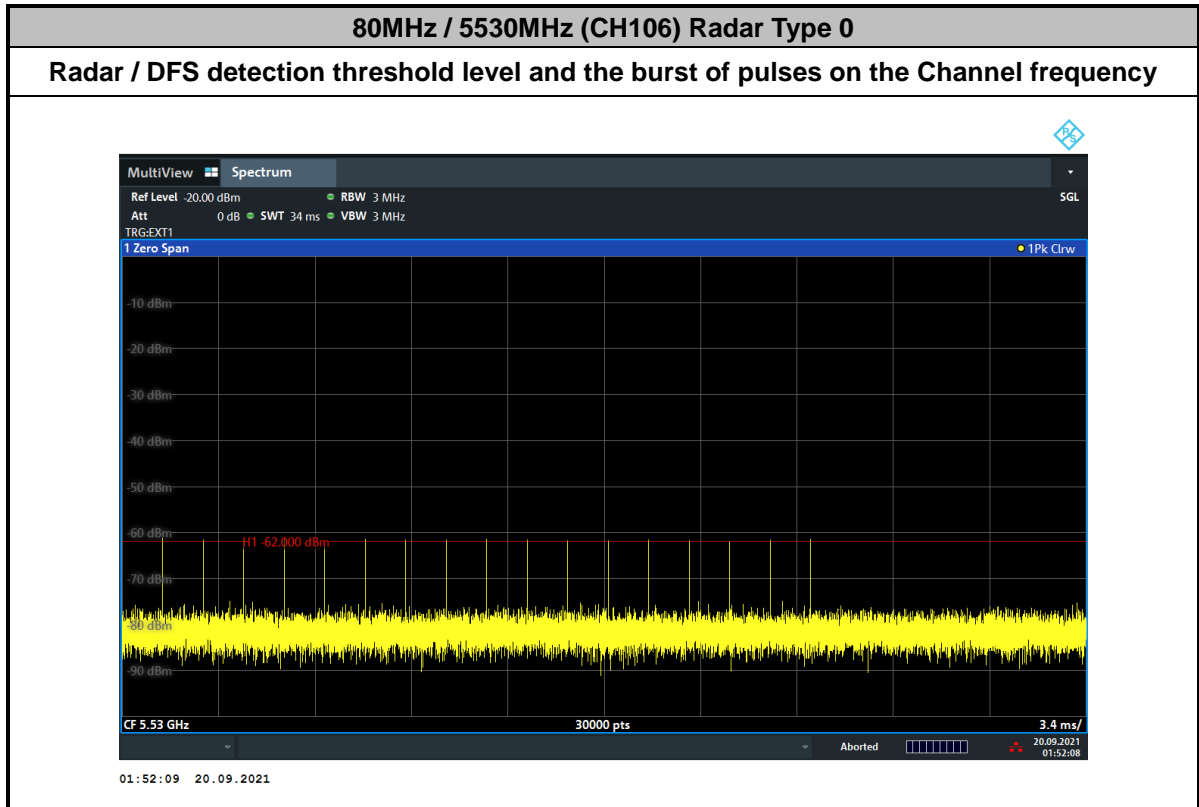 80MHz / 5530MHz (CH106) Radar Type 0
Radar / DFS detection threshold level and the burst of pulses on the Channel frequency
R S
MultiView Spectrum
Ref Level -20.00 dBm RBW 3 MHz SGL
Att 0 dB SWT 34 ms VBW 3 MHz
TRG:EXT1
1 Zero Span 1Pk Clrw
-10 dBm
-20 dBm
-30 dBm
-40 dBm
-50 dBm
-60 dBm
H1 -62.000 dBm
-70 dBm
-80 dBm
-90 dBm
CF 5.53 GHz 30000 pts 3.4 ms/
Aborted 20.09.2021
01:52:08
01:52:09 20.09.2021